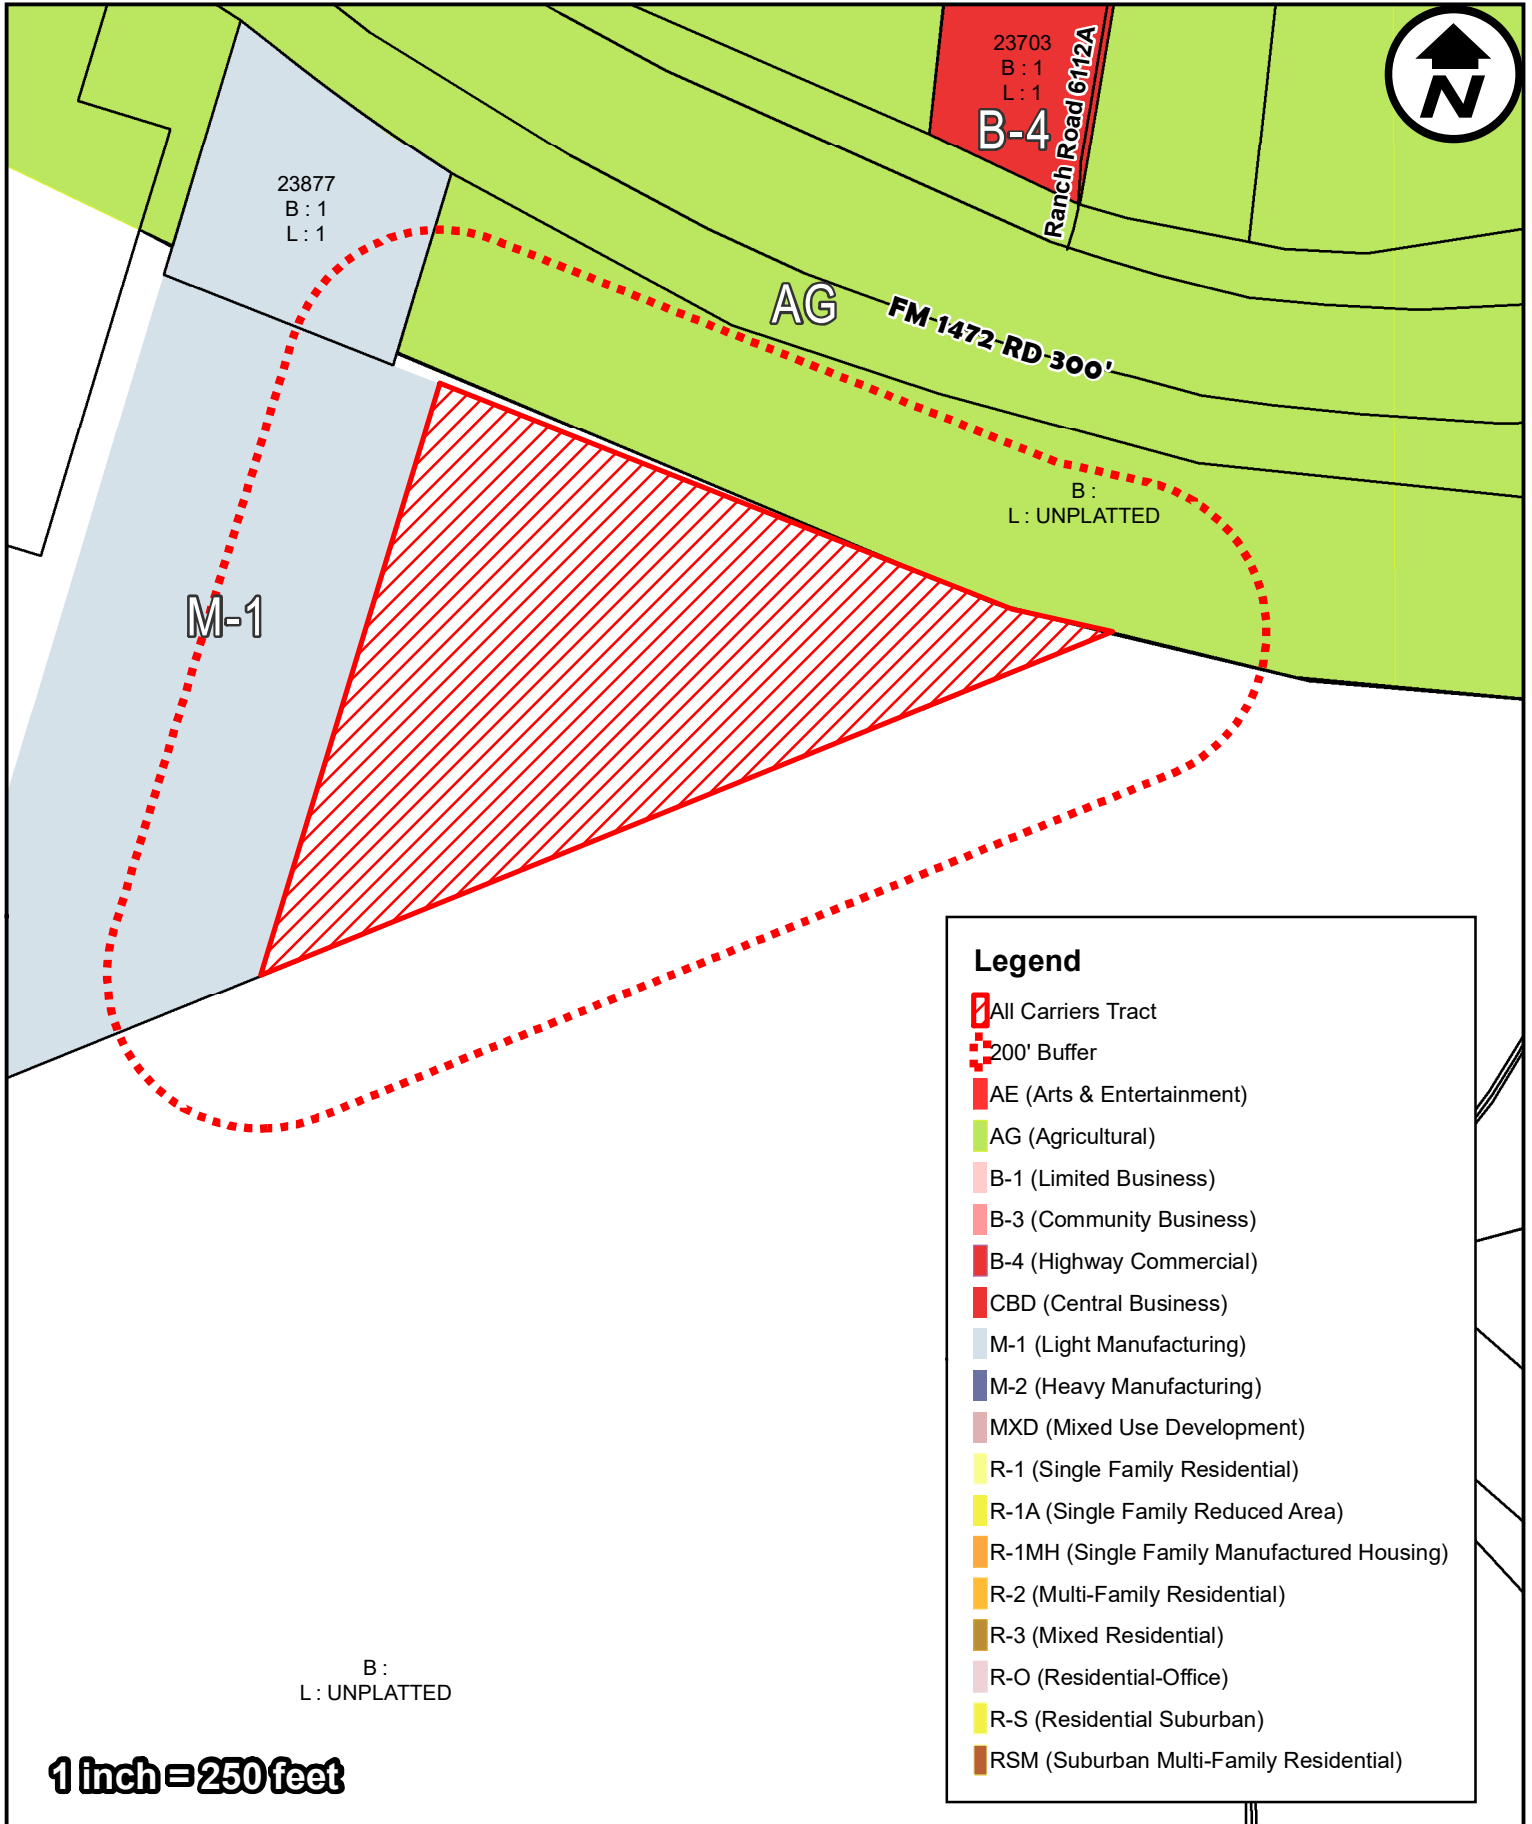 23703
B : 1
L : 1
B-4
Ranch Road 6112A
N
23877
B : 1
L : 1
AG
FM 1472 RD 300'
B :
L : UNPLATTED
M-1
Legend
All Carriers Tract
200' Buffer
AE (Arts & Entertainment)
AG (Agricultural)
B-1 (Limited Business)
B-3 (Community Business)
B-4 (Highway Commercial)
CBD (Central Business)
M-1 (Light Manufacturing)
M-2 (Heavy Manufacturing)
MXD (Mixed Use Development)
R-1 (Single Family Residential)
R-1A (Single Family Reduced Area)
R-1MH (Single Family Manufactured Housing)
R-2 (Multi-Family Residential)
R-3 (Mixed Residential)
R-O (Residential-Office)
R-S (Residential Suburban)
RSM (Suburban Multi-Family Residential)
B :
L : UNPLATTED
1 inch = 250 feet